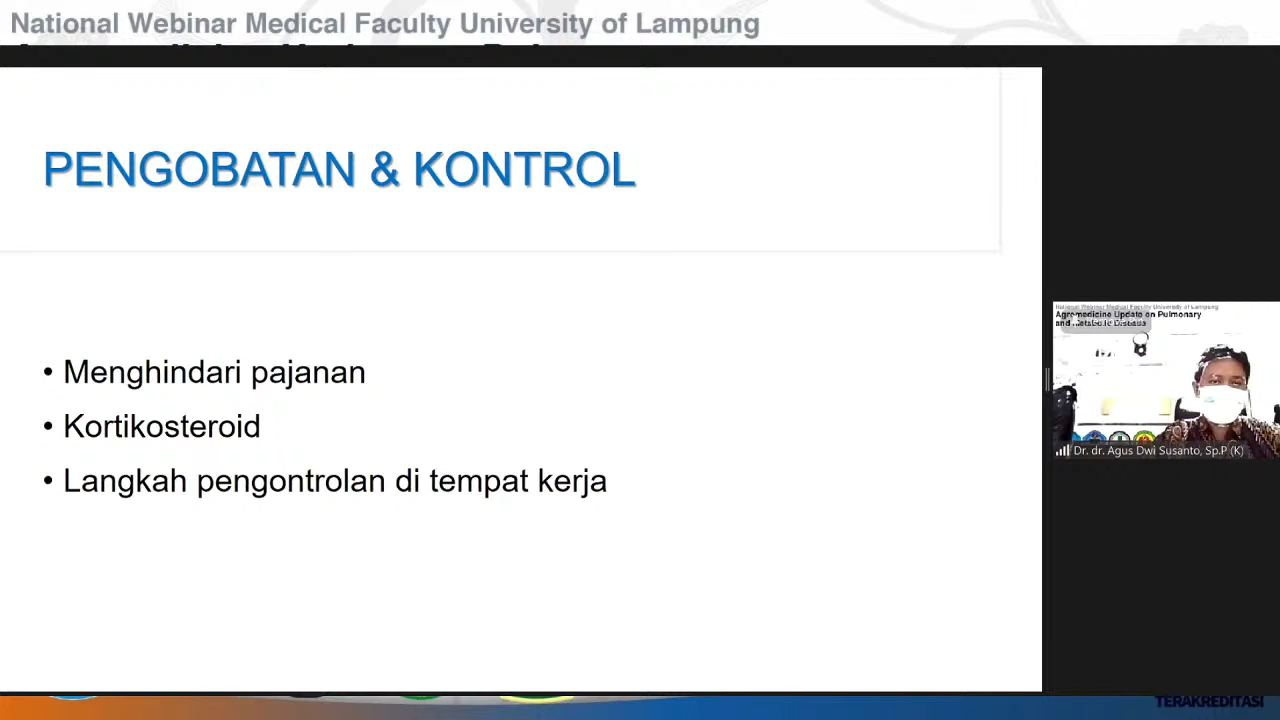 National Webinar Medical Faculty University of Lampung
PENGOBATAN & KONTROL
• Menghindari pajanan
• Kortikosteroid
• Langkah pengontrolan di tempat kerja
National Webinar Medical Faculty University of Lampung
Agromedicine Update on Pulmonary
and Metabolic Disease
Dr. dr. Agus Dwi Susanto, Sp.P (K)
TERAKREDITASI